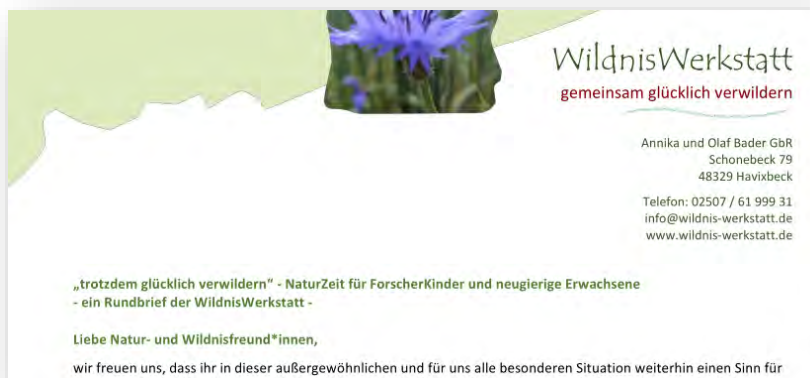 WildnisWerkstatt
gemeinsam glücklich verwildern
Annika und Olaf Bader GbR
Schonebeck 79
48329 Havixbeck
Telefon: 02507 / 61 999 31
info@wildnis-werkstatt.de
www.wildnis-werkstatt.de
„trotzdem glücklich verwildern“ - NaturZeit für ForscherKinder und neugierige Erwachsene
- ein Rundbrief der WildnisWerkstatt -
Liebe Natur- und Wildnisfreund*innen,
wir freuen uns, dass ihr in dieser außergewöhnlichen und für uns alle besonderen Situation weiterhin einen Sinn für